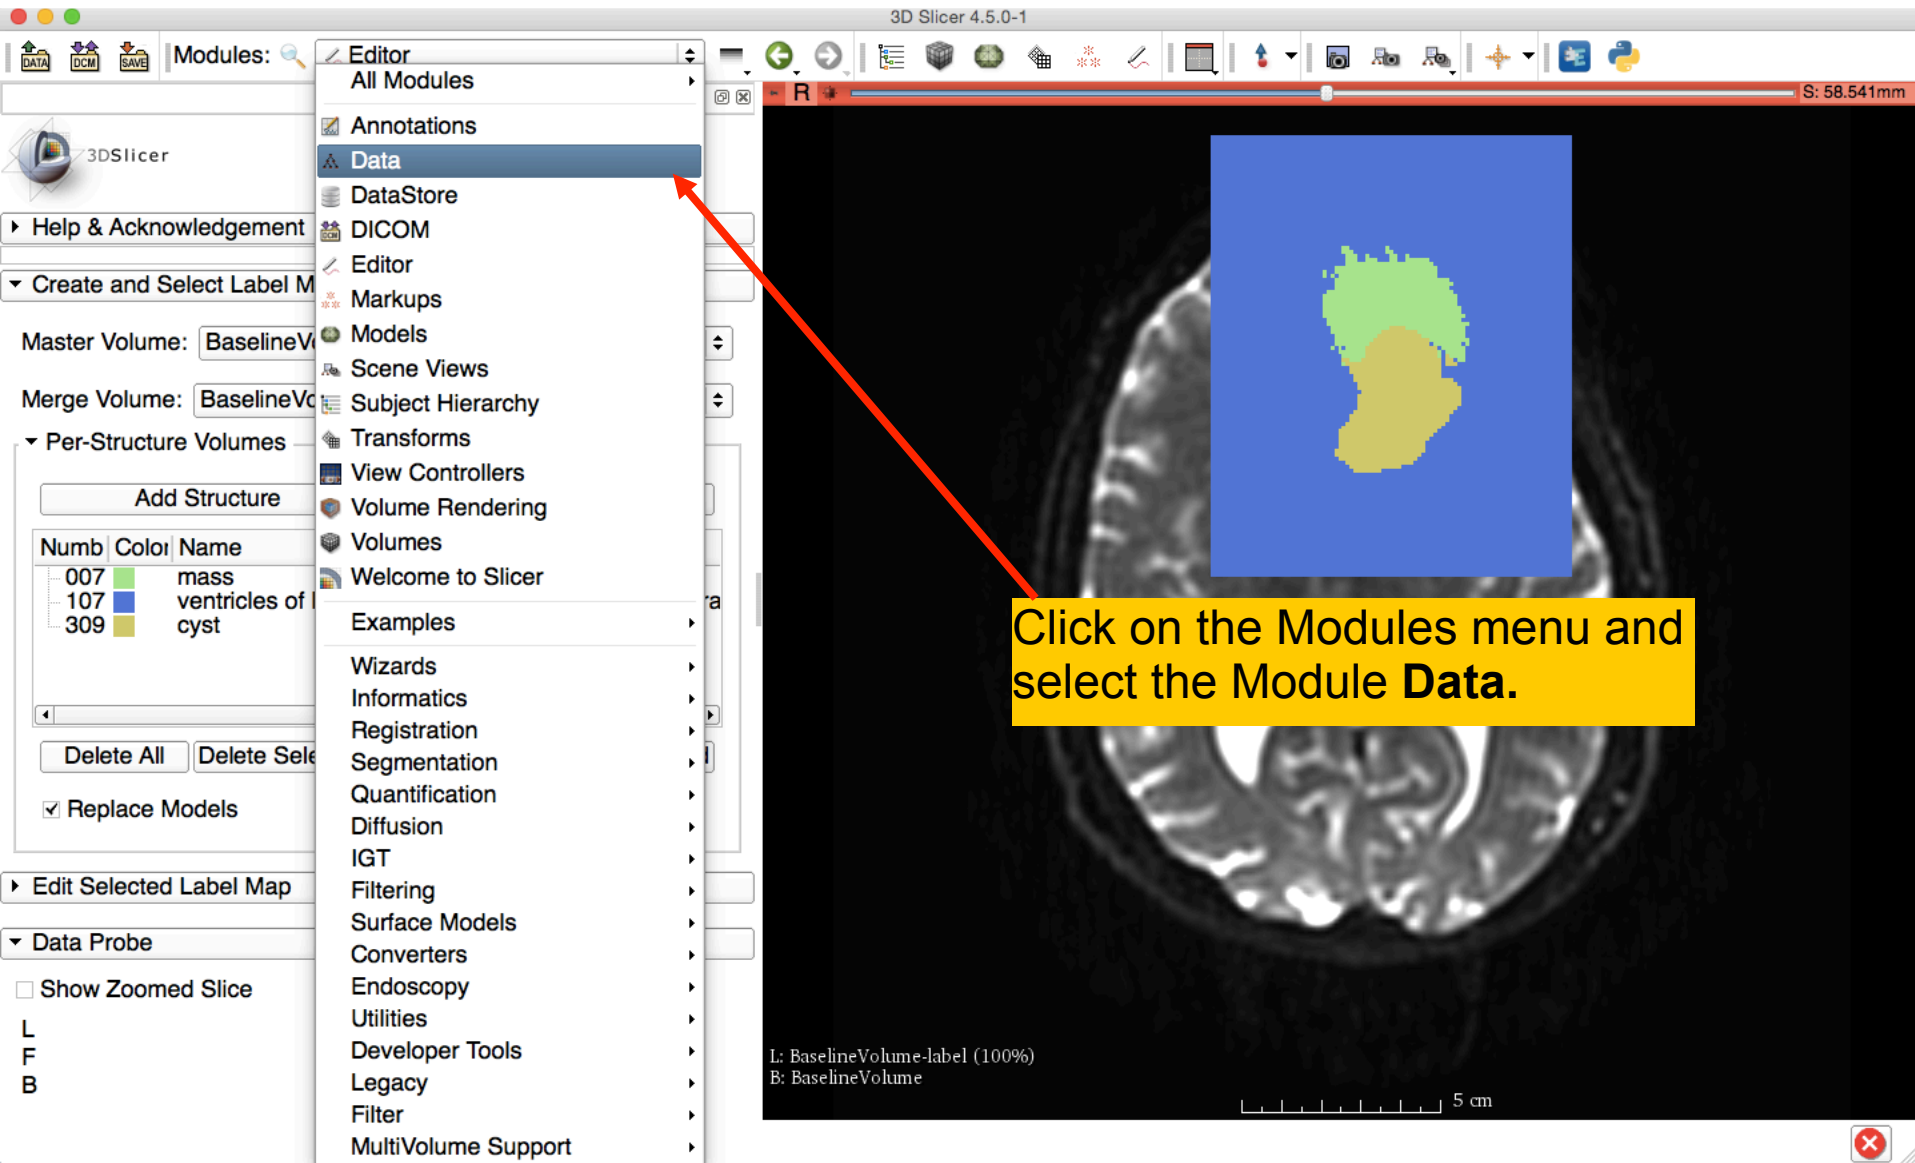 3D Slicer 4.5.0-1
DATA DCM SAVE Modules: Editor
R S: 58.541mm
3DSlicer
Help & Acknowledgement
Create and Select Label M
Master Volume: BaselineV
Merge Volume: BaselineVo
Per-Structure Volumes
Add Structure
Numb Color Name
007 mass
107 ventricles of ra
309 cyst
Delete All Delete Sele
Replace Models
Edit Selected Label Map
Data Probe
Show Zoomed Slice
L
F
B
All Modules
Annotations
Data
DataStore
DCM DICOM
Editor
Markups
Models
Scene Views
Subject Hierarchy
Transforms
View Controllers
Volume Rendering
Volumes
Welcome to Slicer
Examples
Wizards
Informatics
Registration
Segmentation
Quantification
Diffusion
IGT
Filtering
Surface Models
Converters
Endoscopy
Utilities
Developer Tools
Legacy
Filter
MultiVolume Support
Click on the Modules menu and
select the Module Data.
L: BaselineVolume-label (100%)
B: BaselineVolume
5 cm